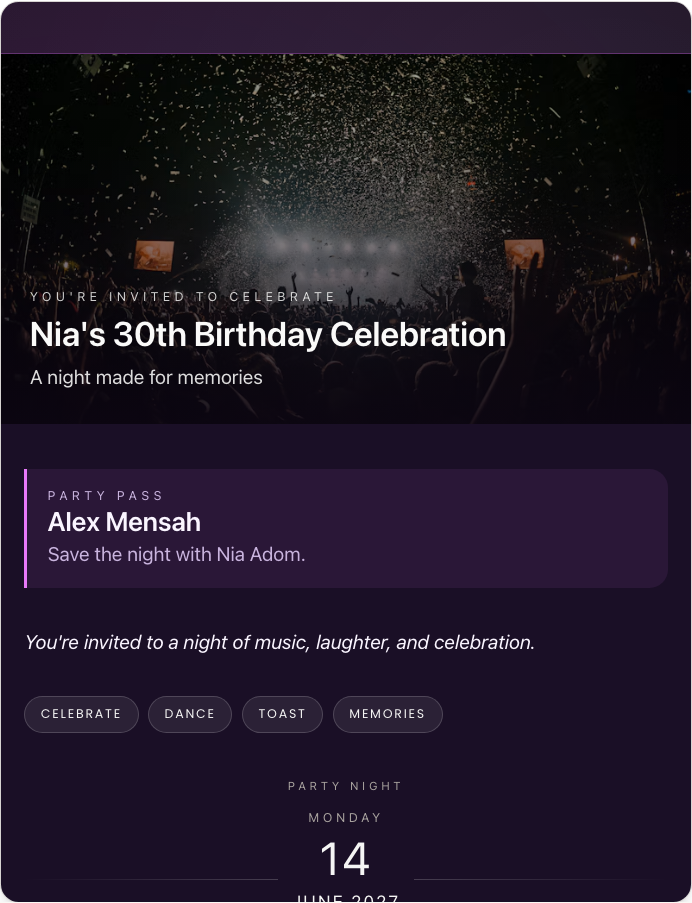 YOU'RE INVITED TO CELEBRATE
Nia's 30th Birthday Celebration
A night made for memories
PARTY PASS
Alex Mensah
Save the night with Nia Adom.
You're invited to a night of music, laughter, and celebration.
CELEBRATE DANCE TOAST MEMORIES
PARTY NIGHT
MONDAY
14
JUNE 2027